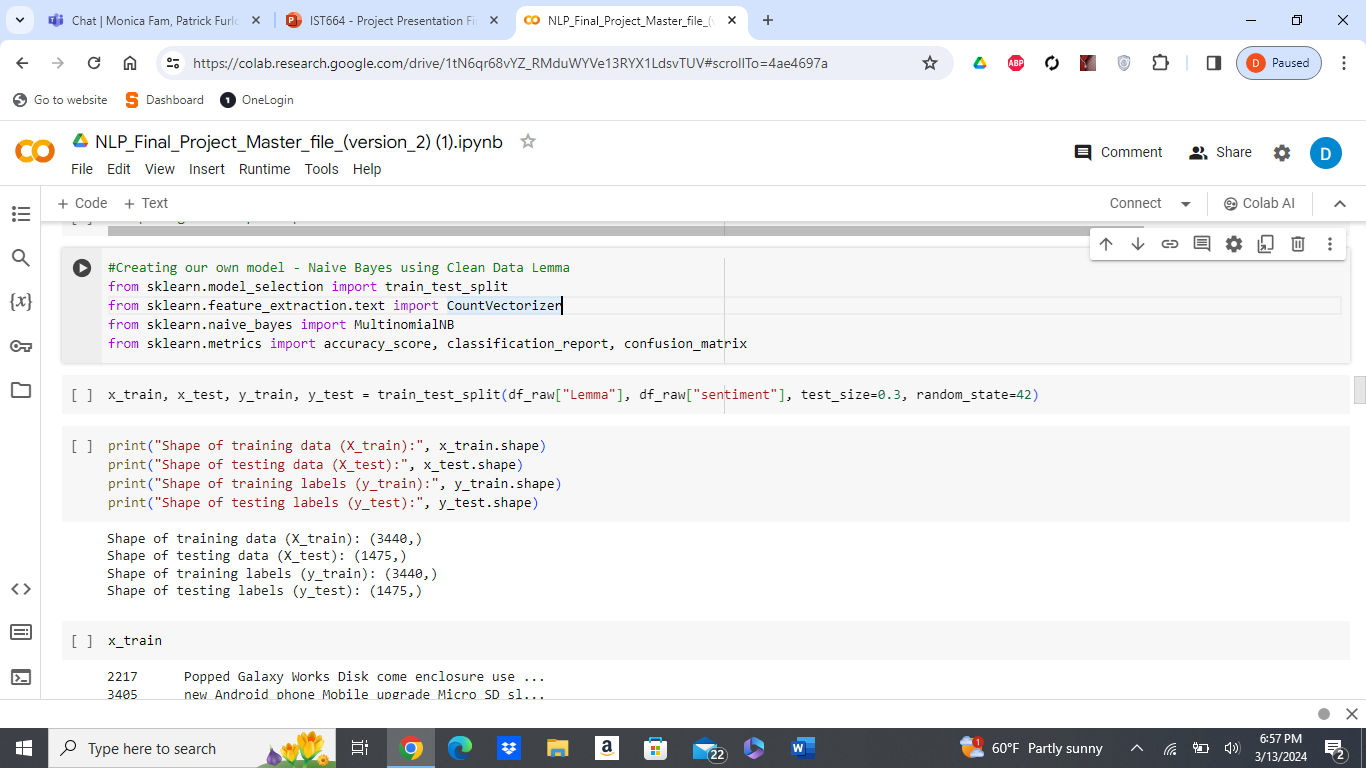 Chat | Monica Fam, Patrick Furlo
IST664 - Project Presentation Fi
NLP_Final_Project_Master_file_(v
https://colab.research.google.com/drive/1tN6qr68vYZ_RMduWYVe13RYX1LdsvTUV#scrollTo=4ae4697a
ABP
D Paused
Go to website
S Dashboard
1 OneLogin
NLP_Final_Project_Master_file_(version_2) (1).ipynb
Comment
Share
D
File Edit View Insert Runtime Tools Help
+ Code + Text
Connect
Colab AI
#Creating our own model - Naive Bayes using Clean Data Lemma
from sklearn.model_selection import train_test_split
from sklearn.feature_extraction.text import CountVectorizer
from sklearn.naive_bayes import MultinomialNB
from sklearn.metrics import accuracy_score, classification_report, confusion_matrix
{x}
[ ] x_train, x_test, y_train, y_test = train_test_split(df_raw["Lemma"], df_raw["sentiment"], test_size=0.3, random_state=42)
[ ] print("Shape of training data (X_train):", x_train.shape)
print("Shape of testing data (X_test):", x_test.shape)
print("Shape of training labels (y_train):", y_train.shape)
print("Shape of testing labels (y_test):", y_test.shape)
Shape of training data (X_train): (3440,)
Shape of testing data (X_test): (1475,)
Shape of training labels (y_train): (3440,)
Shape of testing labels (y_test): (1475,)
[ ] x_train
2217 Popped Galaxy Works Disk come enclosure use ...
3405 new Android phone Mobile upgrade Micro SD sl...
Type here to search
a
22
W
1
60°F Partly sunny
6:57 PM
3/13/2024
2